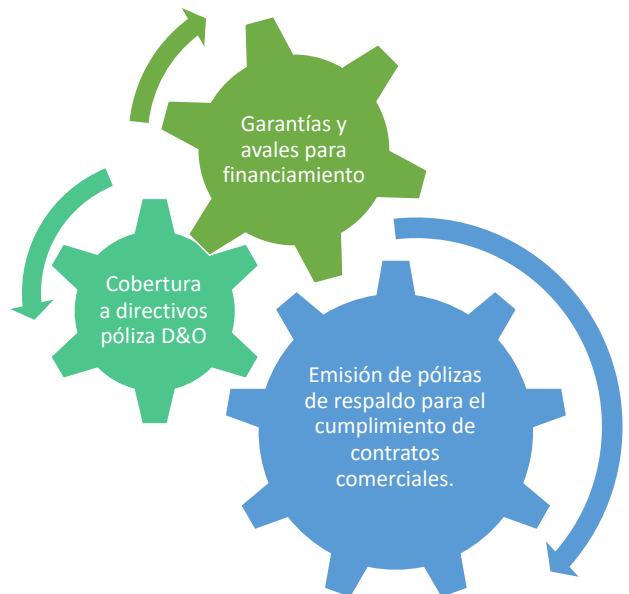 Garantías y
avales para
financiamiento
Cobertura
a directivos
póliza D&O
Emisión de pólizas
de respaldo para el
cumplimiento de
contratos
comerciales.